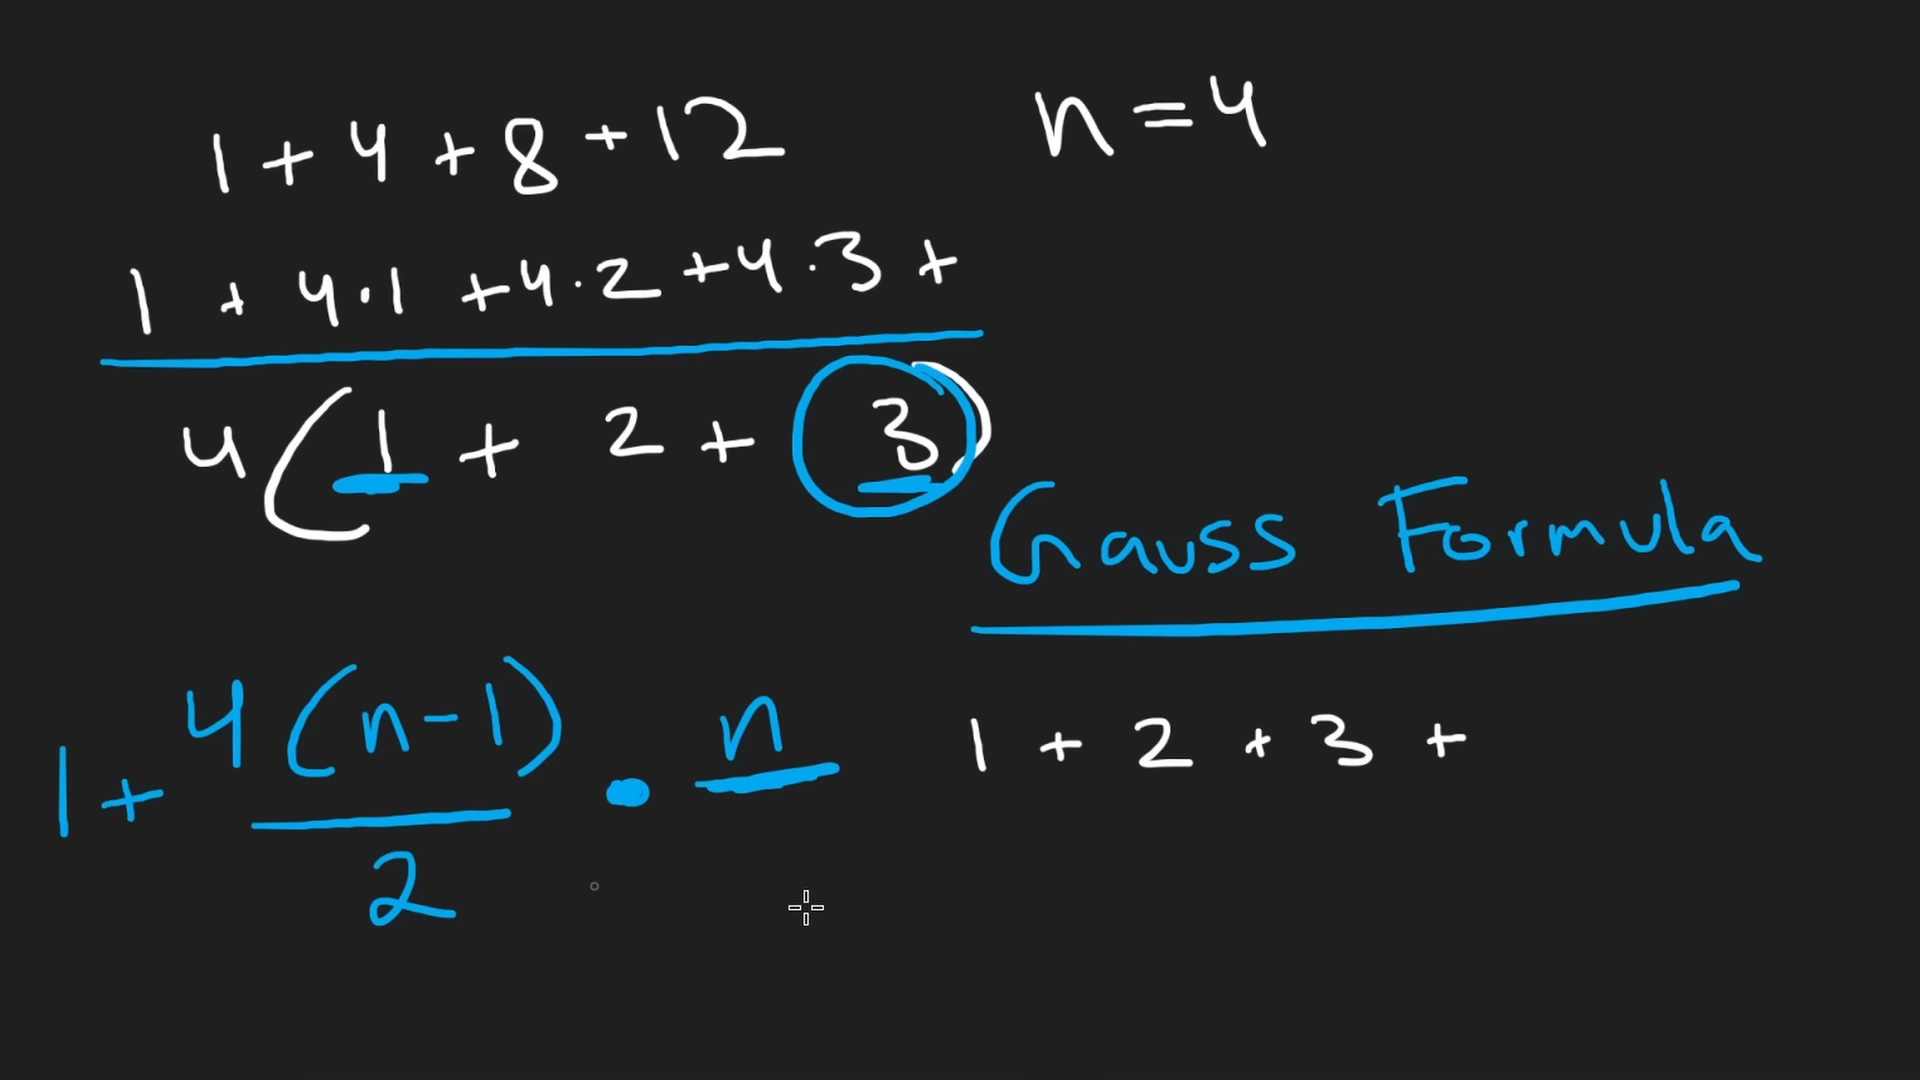 1 + 4 + 8 + 12
n = 4
1 + 4·1 + 4·2 + 4·3 +
4(1 + 2 + 3)
Gauss Formula
1 + 4(n-1)/2 · n
1 + 2 + 3 +